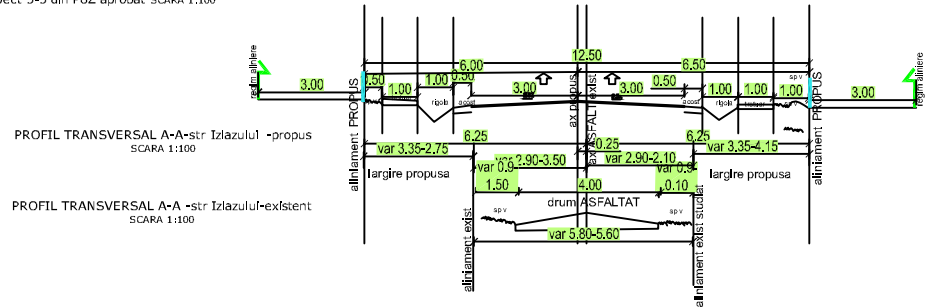 pect 5-5 din PUZ aprobat SCARA 1:100
12.50
6.00
6.50
3.00
0.50
1.00
1.00
0.50
3.00
3.00
0.50
1.00
1.00
1.00
3.00
regim aliniere
aliniament PROPUS
rigola
acost
ax propus
ax ASFALTAT exist
acost
rigola
trotuar
sp v
aliniament PROPUS
regim aliniere
PROFIL TRANSVERSAL A-A-str Izlazului -propus
SCARA 1:100
6.25
0.25
6.25
var 3.35-2.75
var 2.90-3.50
var 2.90-2.10
var 3.35-4.15
largire propusa
var 0.9
var 0.9
largire propusa
1.50
4.00
0.10
drum ASFALTAT
PROFIL TRANSVERSAL A-A -str Izlazului-existent
SCARA 1:100
sp v
sp v
var 5.80-5.60
aliniament exist
aliniament exist studiat